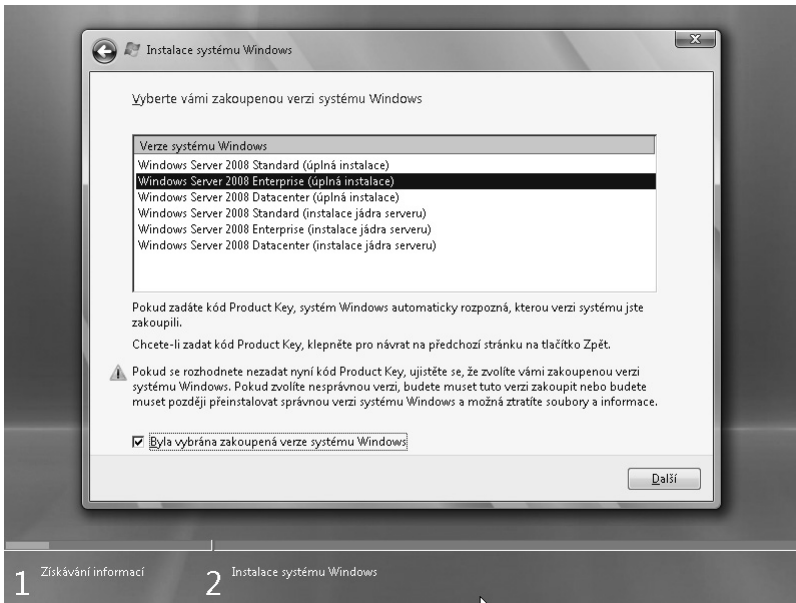 Instalace systému Windows
Vyberte vámi zakoupenou verzi systému Windows
Verze systému Windows
Windows Server 2008 Standard (úplná instalace)
Windows Server 2008 Enterprise (úplná instalace)
Windows Server 2008 Datacenter (úplná instalace)
Windows Server 2008 Standard (instalace jádra serveru)
Windows Server 2008 Enterprise (instalace jádra serveru)
Windows Server 2008 Datacenter (instalace jádra serveru)
Pokud zadáte kód Product Key, systém Windows automaticky rozpozná, kterou verzi systému jste
zakoupili.
Chcete-li zadat kód Product Key, klepněte pro návrat na předchozí stránku na tlačítko Zpět.
Pokud se rozhodnete nezadat nyní kód Product Key, ujistěte se, že zvolíte vámi zakoupenou verzi
systému Windows. Pokud zvolíte nesprávnou verzi, budete muset tuto verzi zakoupit nebo budete
muset později přeinstalovat správnou verzi systému Windows a možná ztratíte soubory a informace.
Byla vybrána zakoupená verze systému Windows
Další
1 Získávání informací
2 Instalace systému Windows